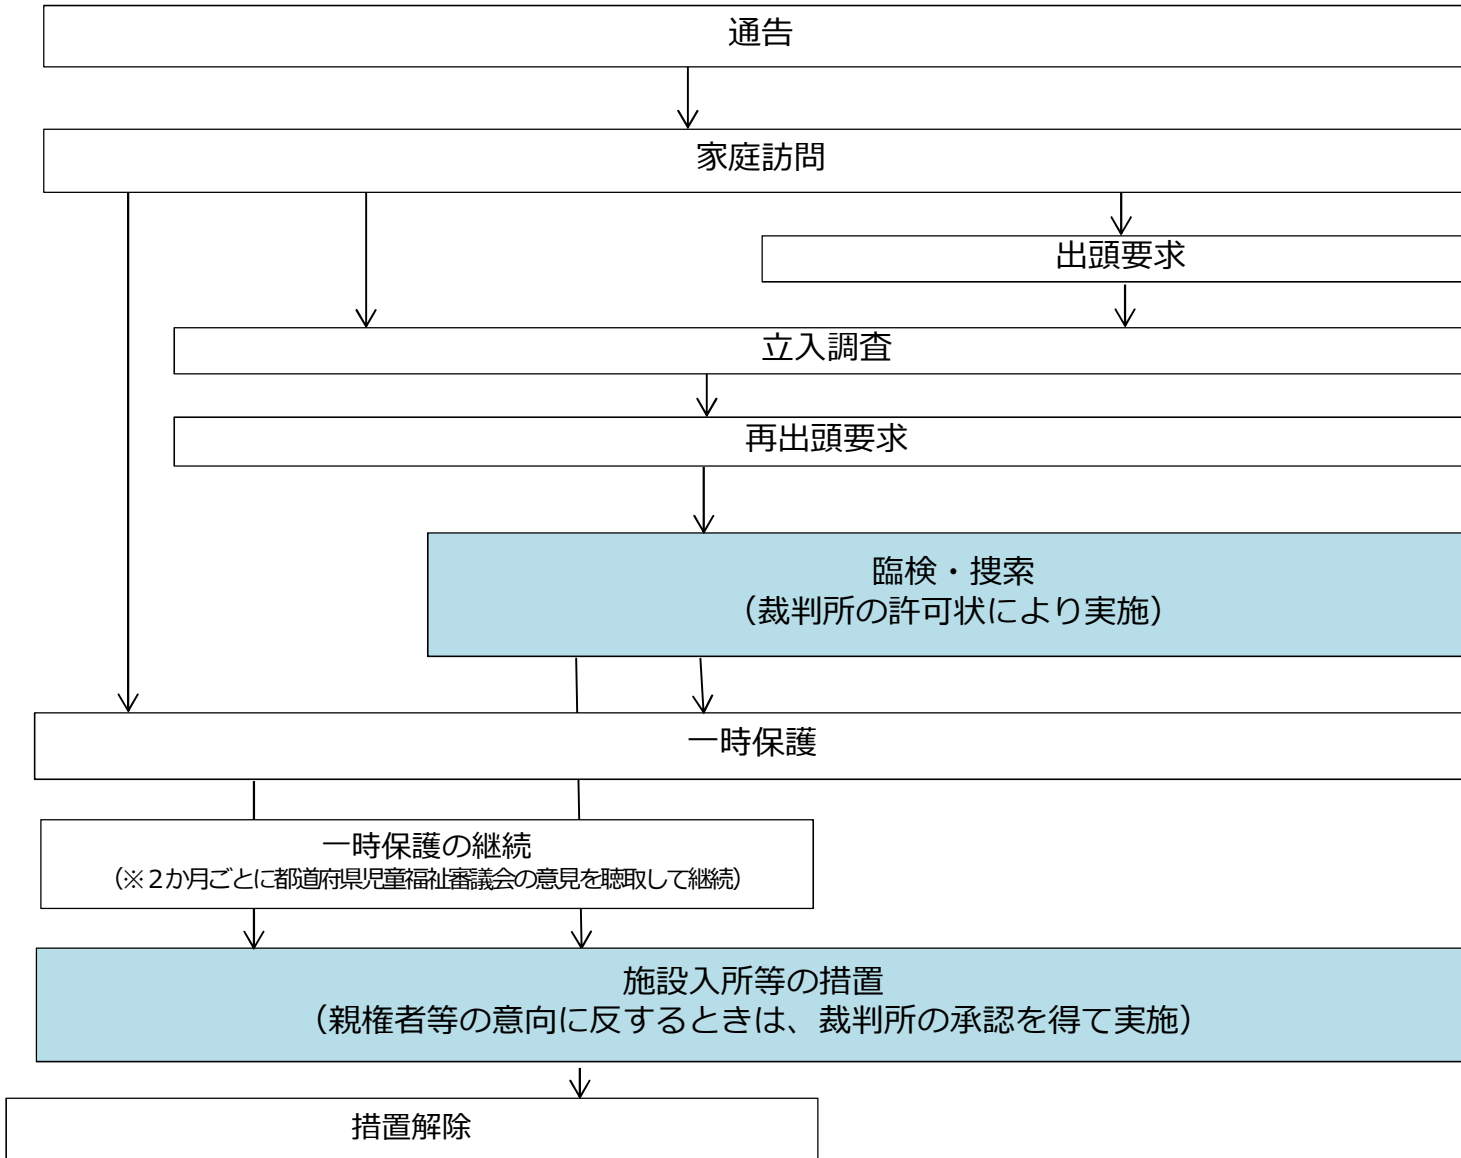 通告
家庭訪問
出頭要求
立入調査
再出頭要求
臨検・捜索
（裁判所の許可状により実施）
一時保護
一時保護の継続
（※２か月ごとに都道府県児童福祉審議会の意見を聴取して継続）
施設入所等の措置
（親権者等の意向に反するときは、裁判所の承認を得て実施）
措置解除